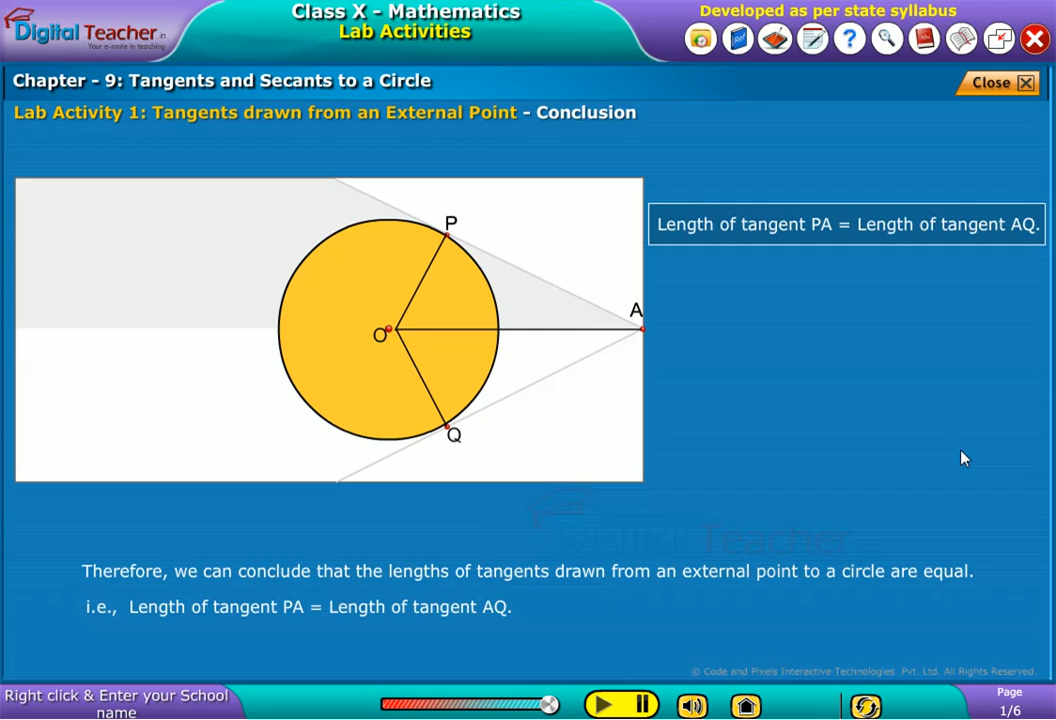 Digital Teacher.in
Your e-mate in teaching
Class X - Mathematics
Lab Activities
Developed as per state syllabus
Ref
?
Chapter - 9: Tangents and Secants to a Circle
Close
Lab Activity 1: Tangents drawn from an External Point - Conclusion
P
Length of tangent PA = Length of tangent AQ.
A
O
Q
Digital Teacher
Therefore, we can conclude that the lengths of tangents drawn from an external point to a circle are equal.
i.e., Length of tangent PA = Length of tangent AQ.
© Code and Pixels Interactive Technologies Pvt. Ltd. All Rights Reserved.
Right click & Enter your School
name
Page
1/6